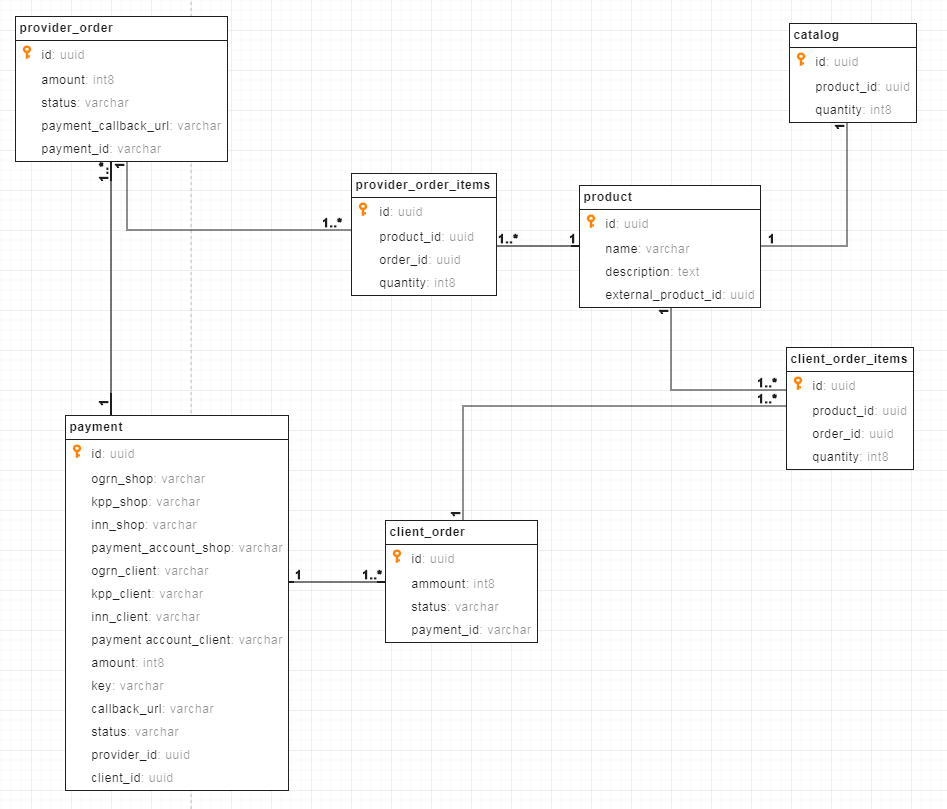 provider_order
id: uuid
amount: int8
status: varchar
payment_callback_url: varchar
payment_id: varchar
1..*
1
catalog
id: uuid
product_id: uuid
quantity: int8
1
provider_order_items
id: uuid
product_id: uuid
order_id: uuid
quantity: int8
1..*
1..*
1
product
id: uuid
name: varchar
description: text
external_product_id: uuid
1
1
client_order_items
id: uuid
product_id: uuid
order_id: uuid
quantity: int8
1..*
1..*
1
payment
id: uuid
ogrn_shop: varchar
kpp_shop: varchar
inn_shop: varchar
payment_account_shop: varchar
ogrn_client: varchar
kpp_client: varchar
inn_client: varchar
payment account_client: varchar
amount: int8
key: varchar
callback_url: varchar
status: varchar
provider_id: uuid
client_id: uuid
1
1..*
1
client_order
id: uuid
ammount: int8
status: varchar
payment_id: varchar